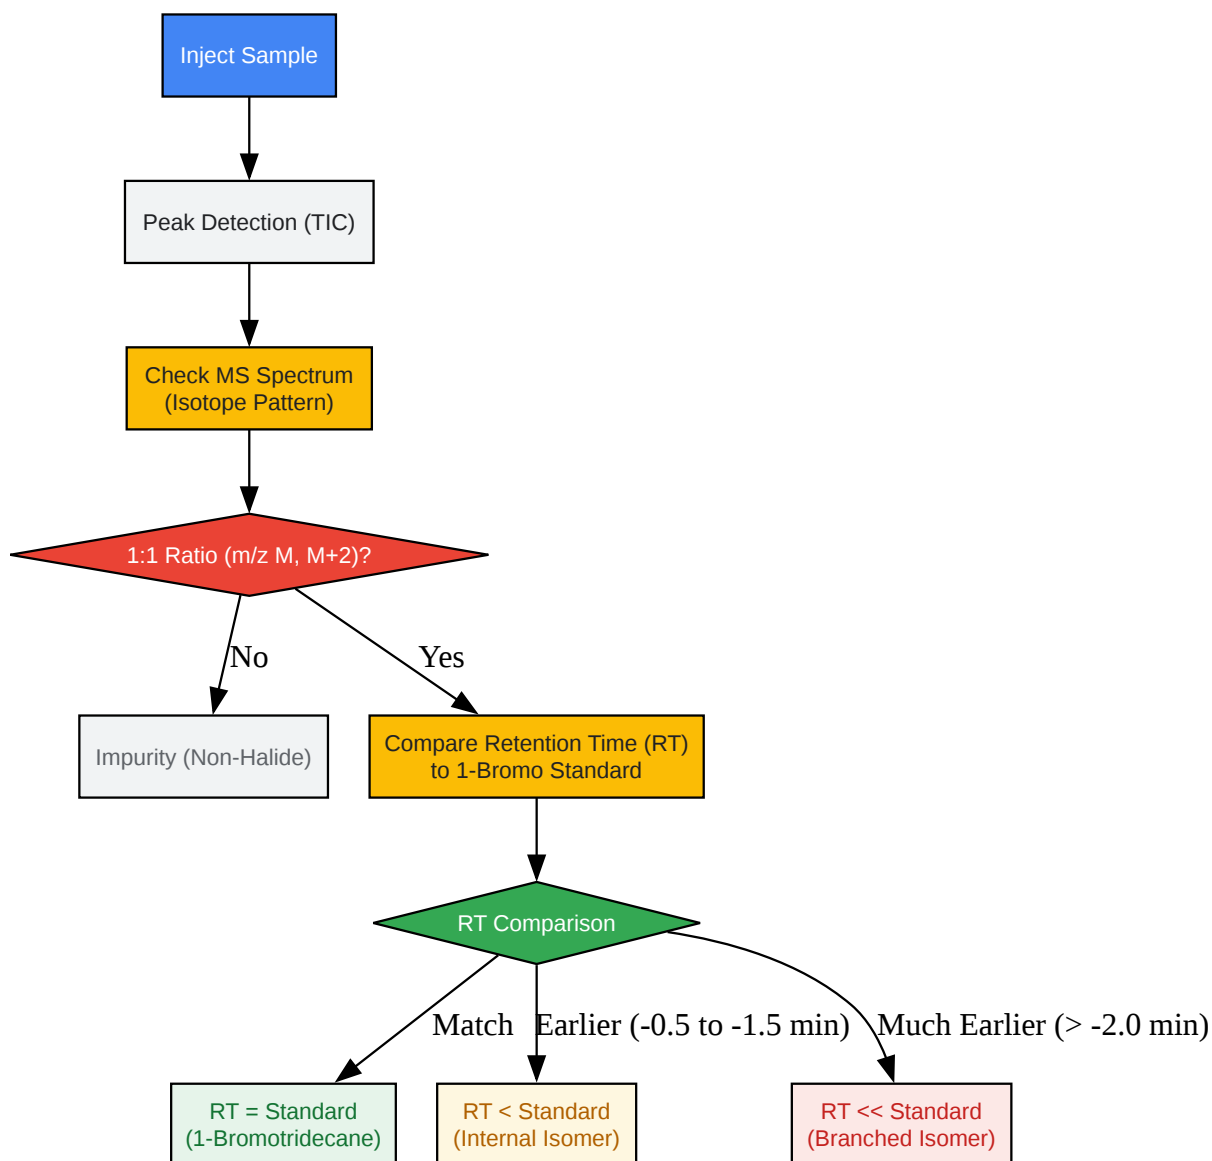 Inject Sample
Peak Detection (TIC)
Check MS Spectrum
(Isotope Pattern)
1:1 Ratio (m/z M, M+2)?
No
Yes
Impurity (Non-Halide)
Compare Retention Time (RT)
to 1-Bromo Standard
RT Comparison
Match
Earlier (-0.5 to -1.5 min)
Much Earlier (> -2.0 min)
RT = Standard
(1-Bromotridecane)
RT < Standard
(Internal Isomer)
RT << Standard
(Branched Isomer)